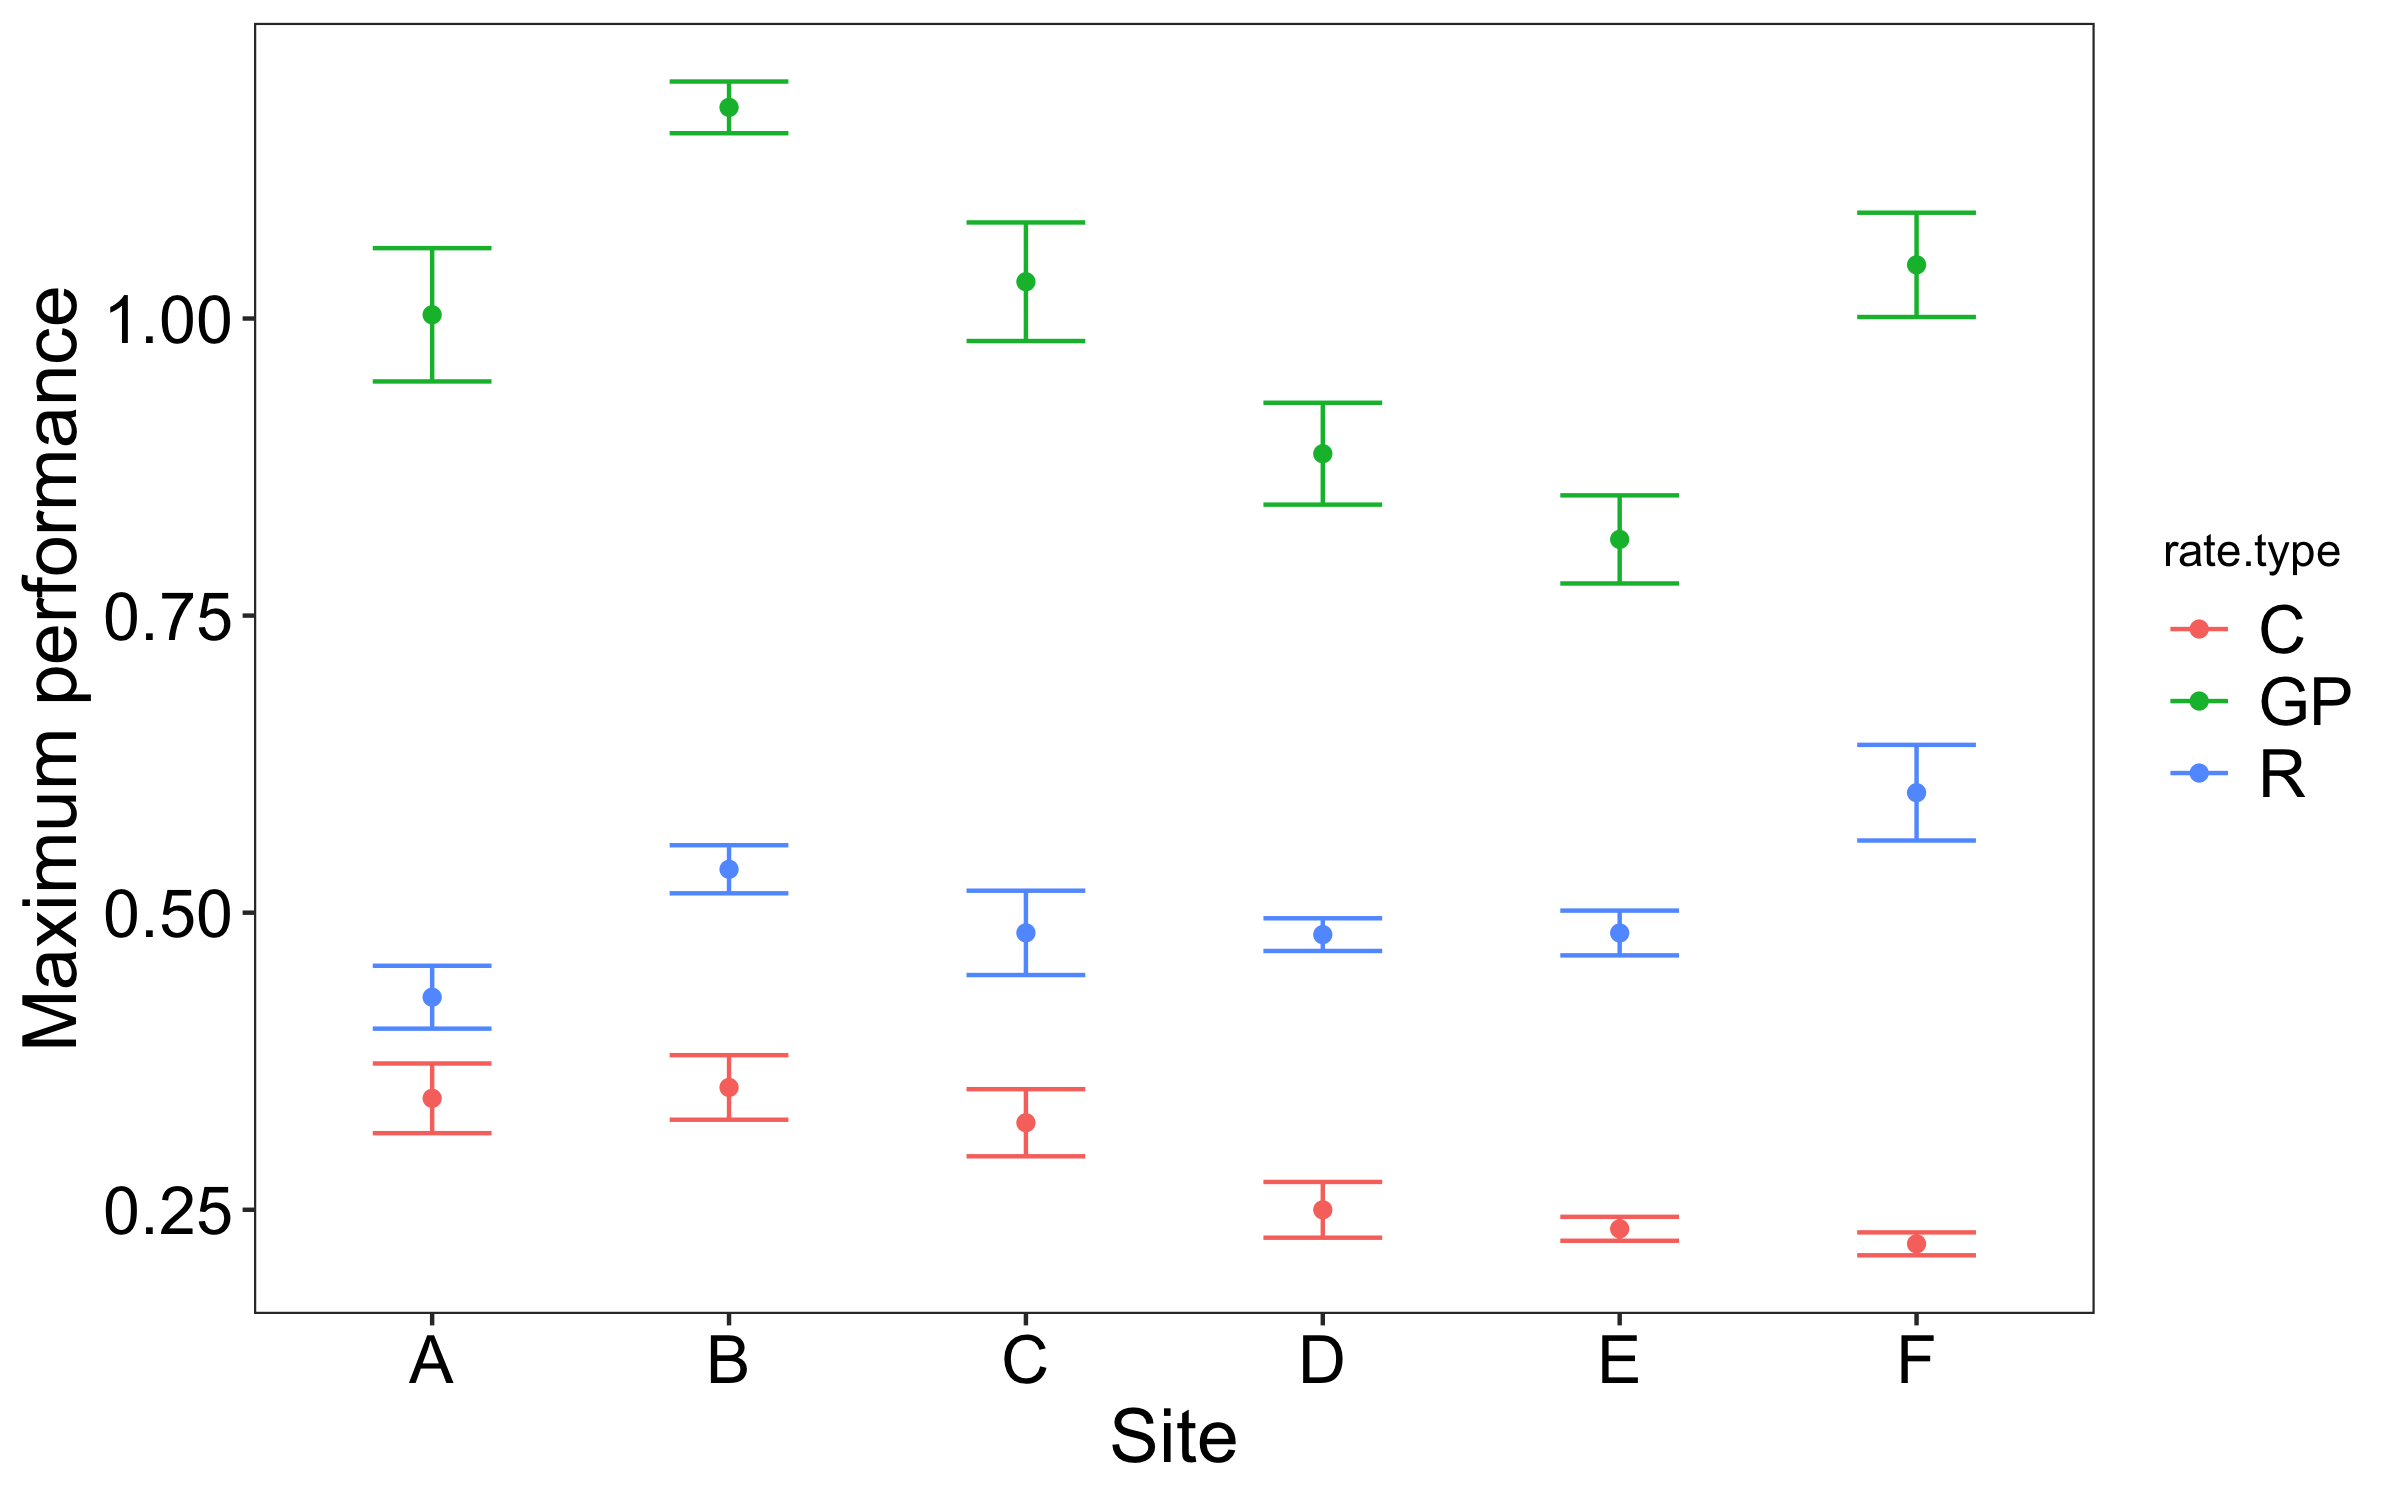 Maximum performance
1.00
0.75
0.50
0.25
A B C D E F
Site
rate.type
C
GP
R